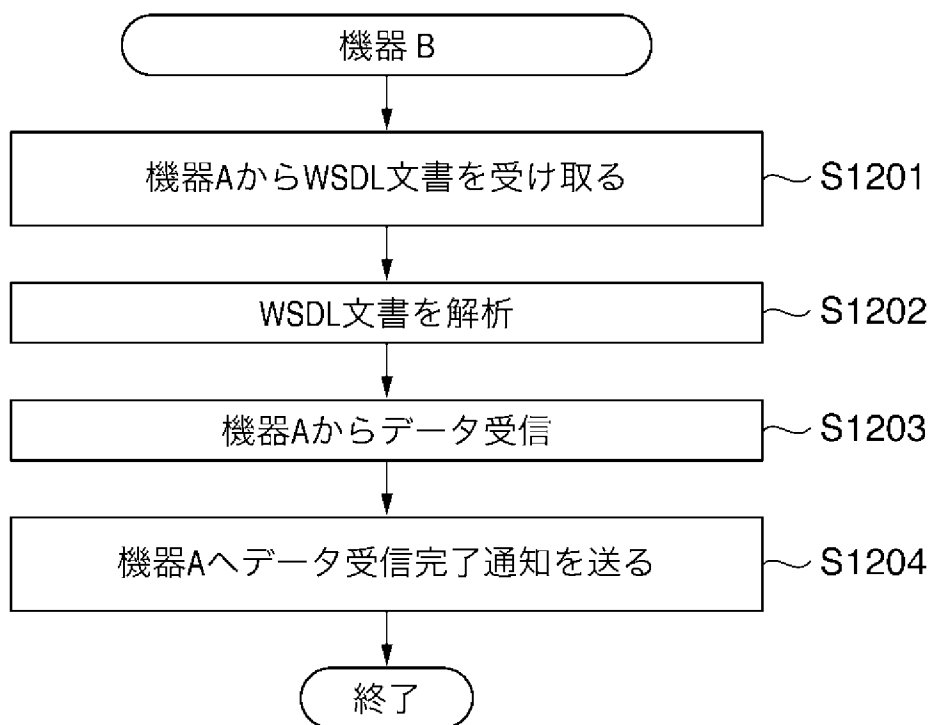 機器 B
機器AからWSDL文書を受け取る
S1201
WSDL文書を解析
S1202
機器Aからデータ受信
S1203
機器Aへデータ受信完了通知を送る
S1204
終了